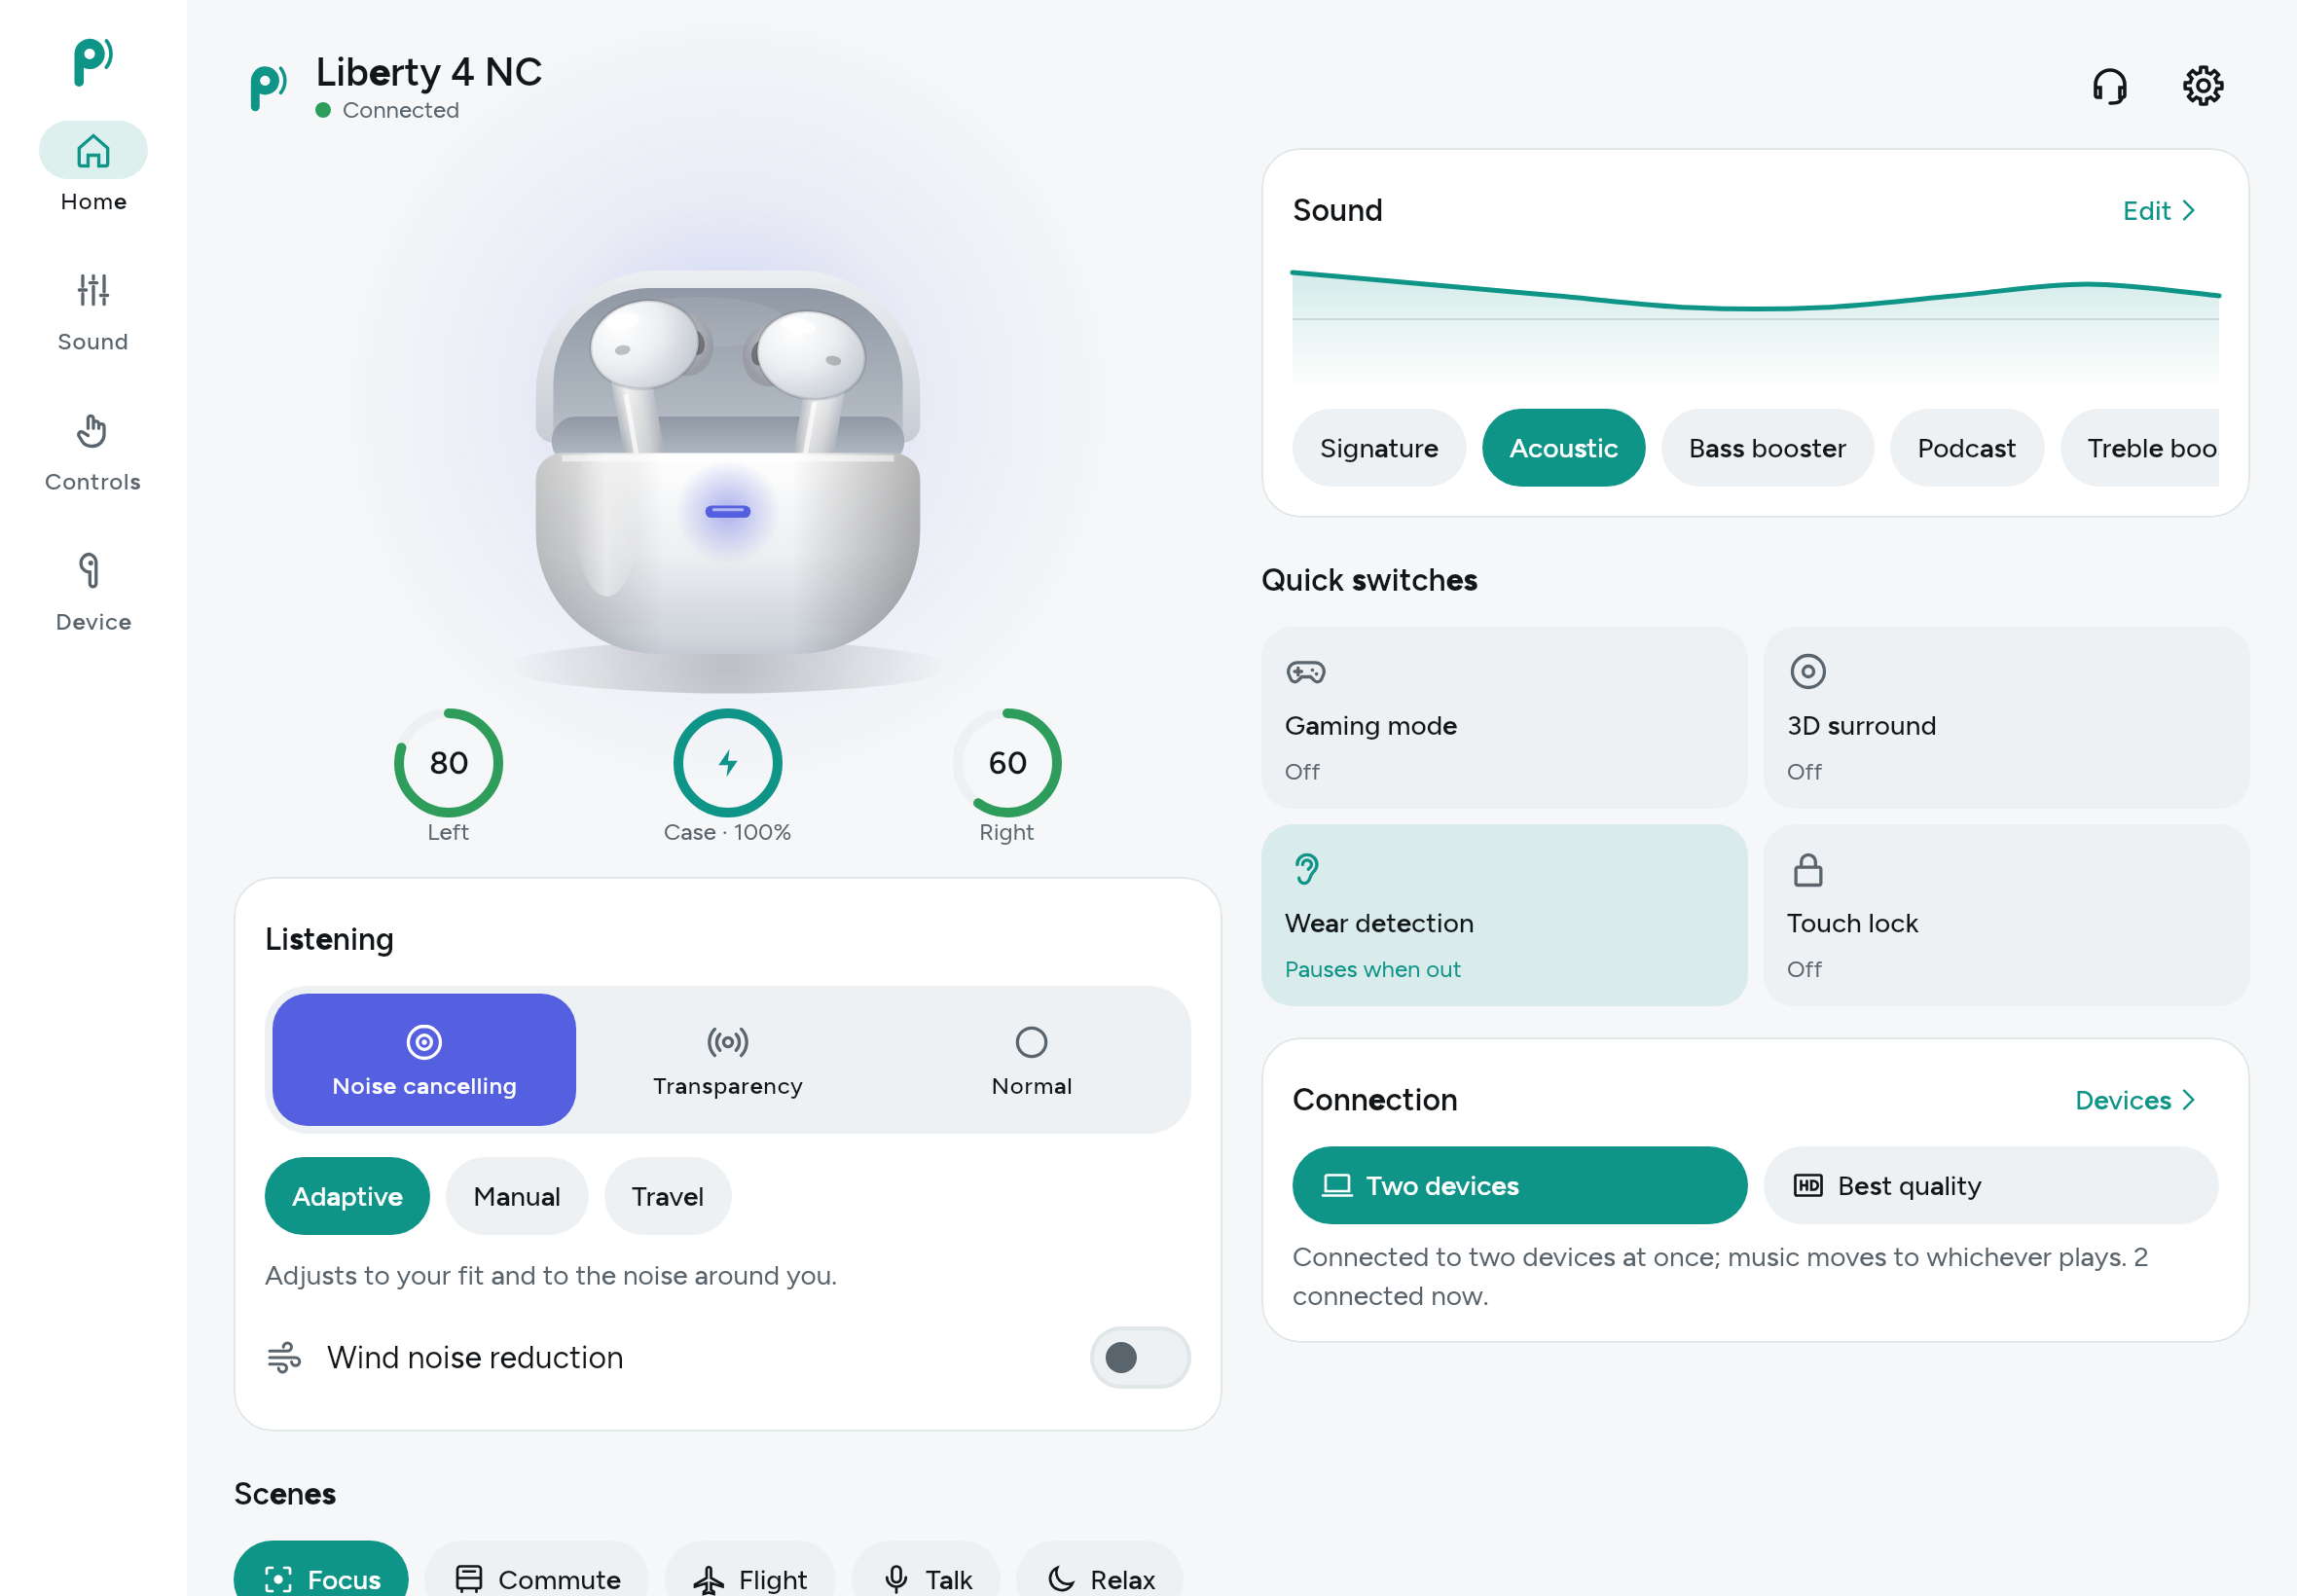 Home
Sound
Controls
Device
Liberty 4 NC
Connected
80
60
Left
Case · 100%
Right
Listening
Noise cancelling
Transparency
Normal
Adaptive
Manual
Travel
Adjusts to your fit and to the noise around you.
Wind noise reduction
Scenes
Focus
Commute
Flight
Talk
Relax
Sound
Edit
Signature
Acoustic
Bass booster
Podcast
Treble boo
Quick switches
Gaming mode
Off
3D surround
Off
Wear detection
Pauses when out
Touch lock
Off
Connection
Devices
Two devices
HD
Best quality
Connected to two devices at once; music moves to whichever plays. 2
connected now.